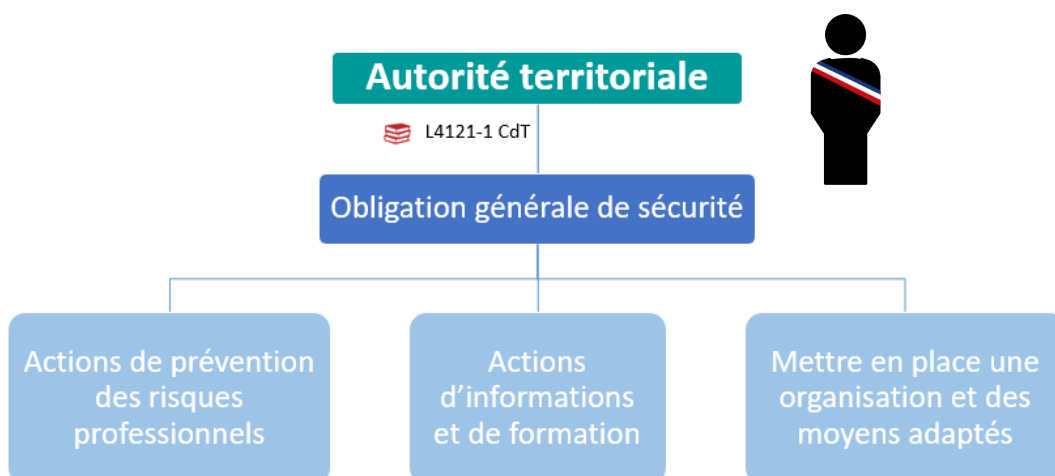 Autorité territoriale
L4121-1 CdT
Obligation générale de sécurité
Actions de prévention
des risques
professionnels
Actions
d’informations
et de formation
Mettre en place une
organisation et des
moyens adaptés